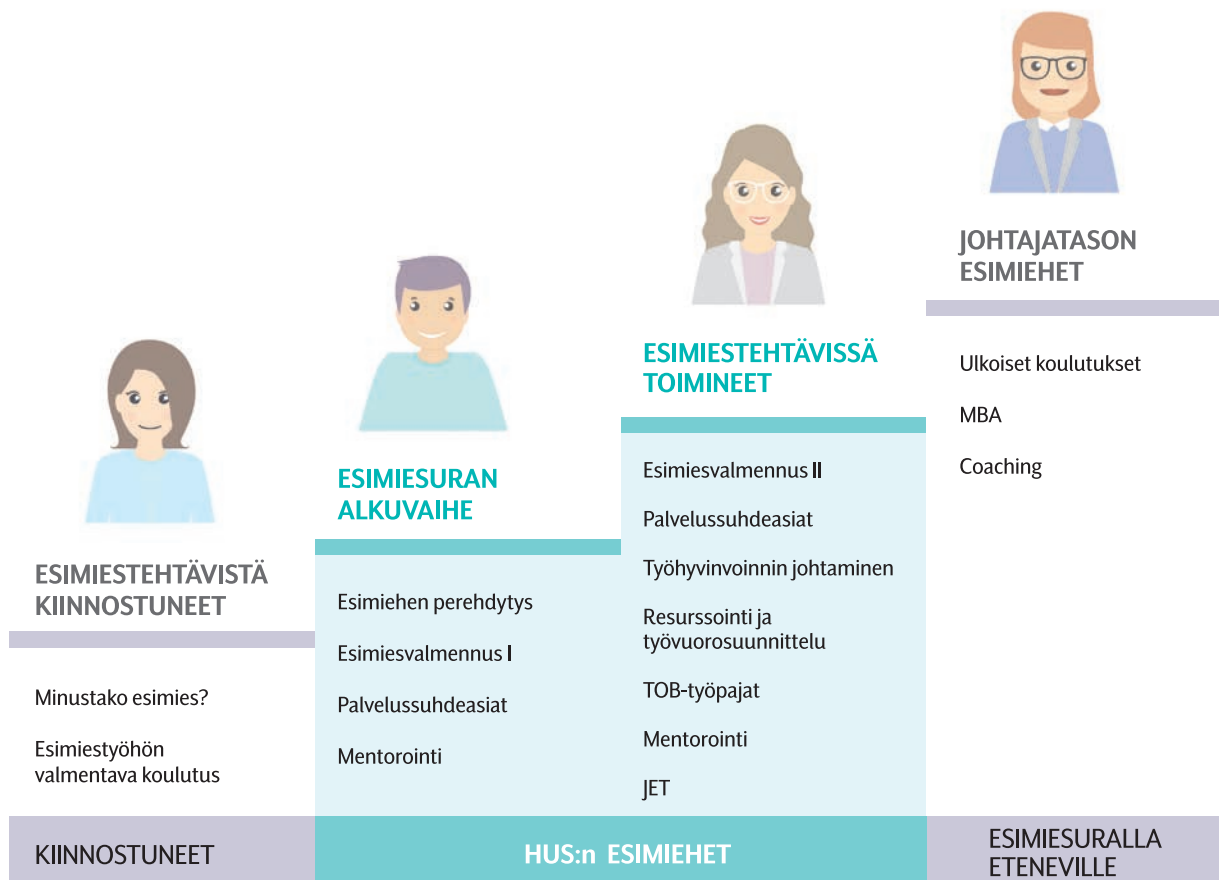 ESIMIESTEHTÄVISTÄ
KIINNOSTUNEET
Minustako esimies?
Esimiestyöhön
valmentava koulutus
KIINNOSTUNEET
ESIMIESURAN
ALKUVAIHE
Esimiehen perehdytys
Esimiesvalmennus I
Palvelussuhdeasiat
Mentorointi
ESIMIESTEHTÄVISSÄ
TOIMINEET
Esimiesvalmennus II
Palvelussuhdeasiat
Työhyvinvoinnin johtaminen
Resurssointi ja
työvuorosuunnittelu
TOB-työpajat
Mentorointi
JET
HUS:n ESIMIEHET
JOHTAJATASON
ESIMIEHET
Ulkoiset koulutukset
MBA
Coaching
ESIMIESURALLA
ETENEVILLE